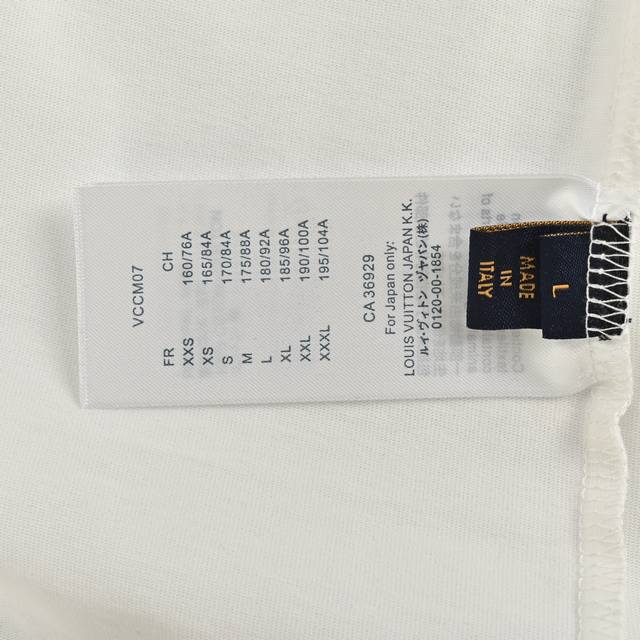 VCCM07
FR CH
XXS 160/76A
XS 165/84A
S 170/84A
M 175/88A
L 180/92A
XL 185/96A
XXL 190/100A
XXXL 195/104A
CA 36929
For Japan only:
LOUIS VUITTON JAPAN K.K.
ルイ・ヴィトン ジャパン(株)
0120-00-1854
L
MADE
IN
ITALY